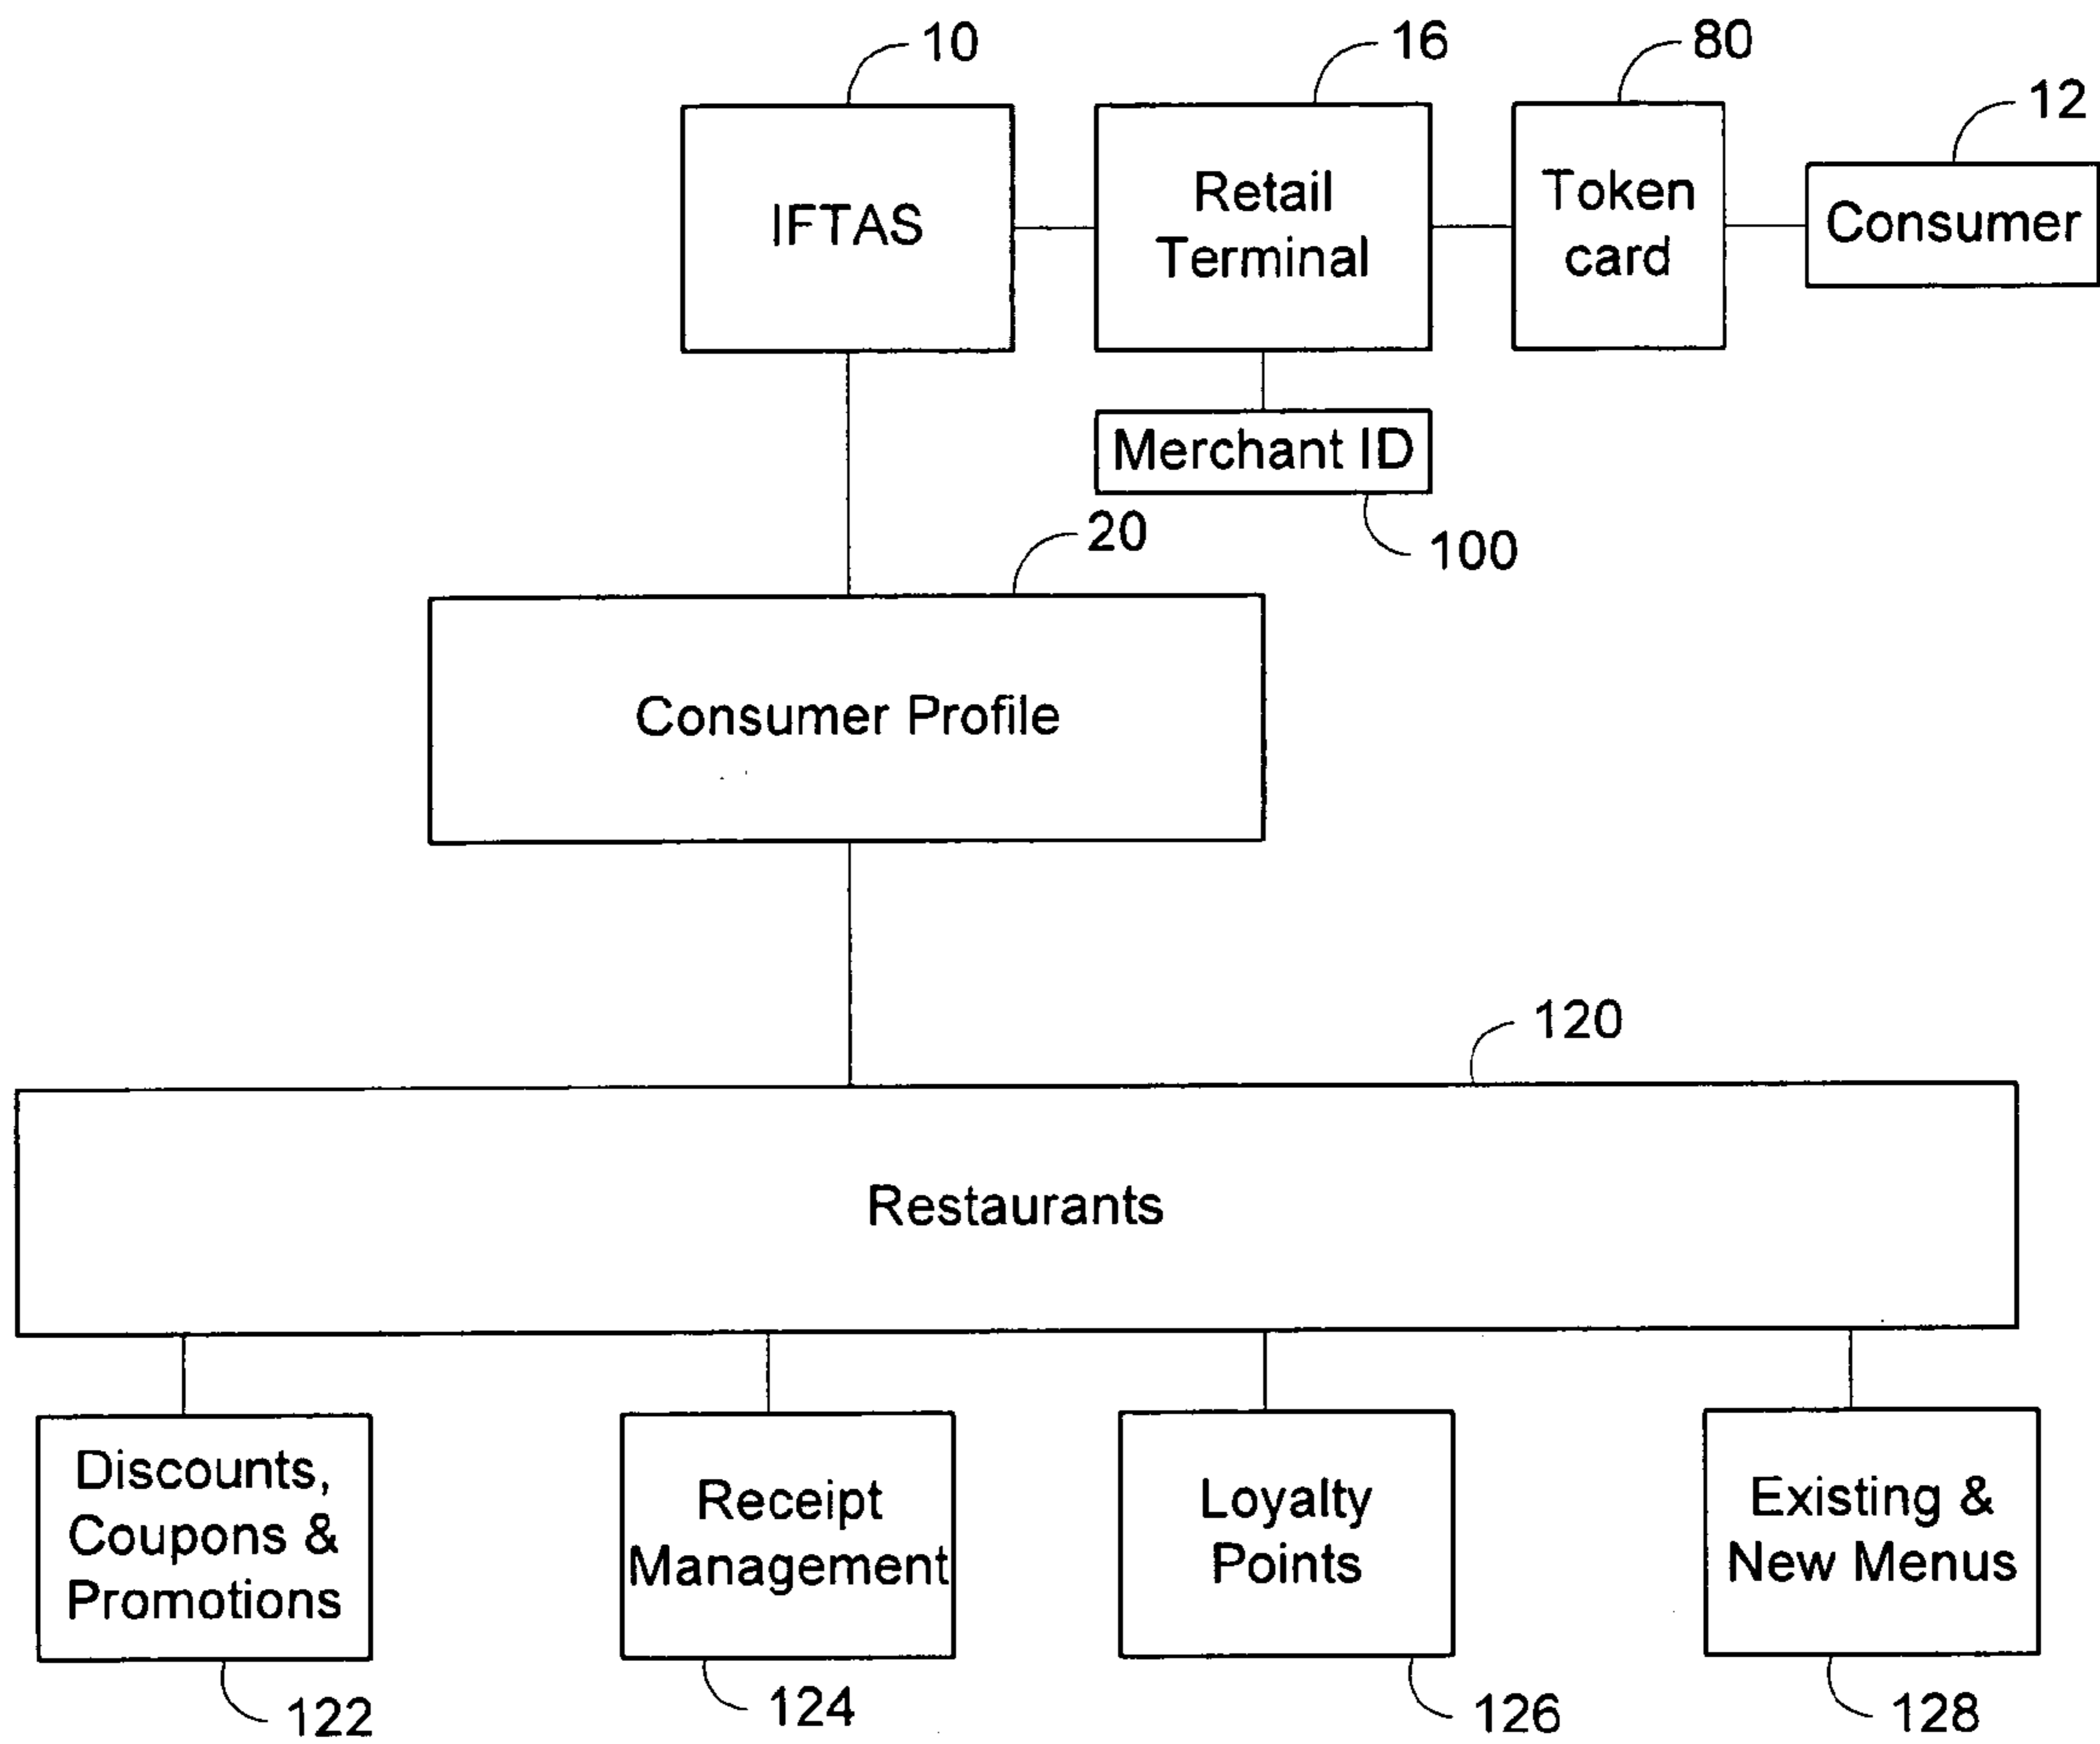 10
16
80
12
IFTAS
Retail
Terminal
Token
card
Consumer
Merchant ID
20
100
Consumer Profile
120
Restaurants
Discounts,
Coupons &
Promotions
Receipt
Management
Loyalty
Points
Existing &
New Menus
122
124
126
128